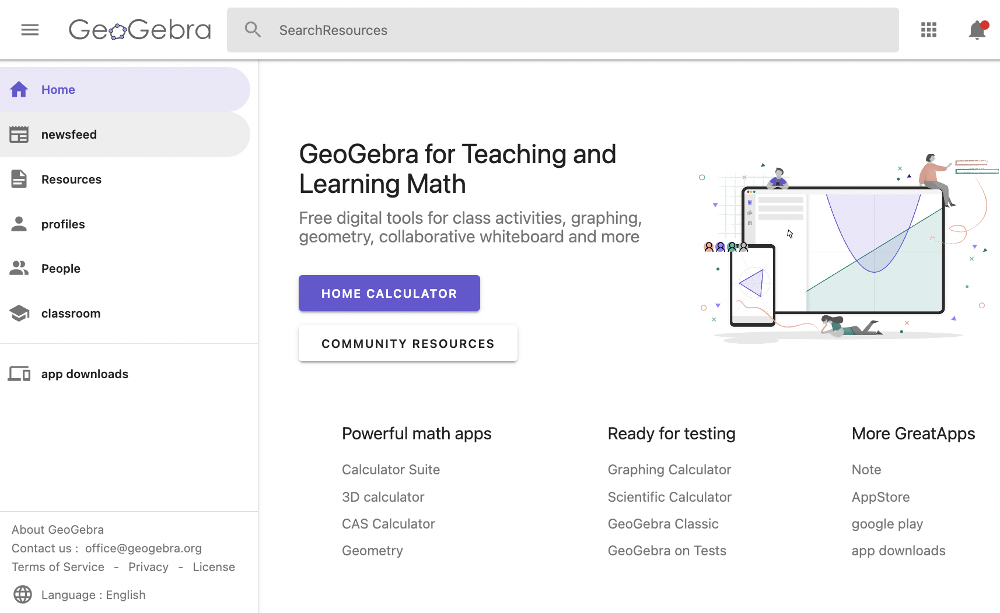 GeoGebra
SearchResources
Home
newsfeed
Resources
profiles
People
classroom
app downloads
About GeoGebra
Contact us : office@geogebra.org
Terms of Service - Privacy - License
Language : English
GeoGebra for Teaching and
Learning Math
Free digital tools for class activities, graphing,
geometry, collaborative whiteboard and more
HOME CALCULATOR
COMMUNITY RESOURCES
Powerful math apps
Calculator Suite
3D calculator
CAS Calculator
Geometry
Ready for testing
Graphing Calculator
Scientific Calculator
GeoGebra Classic
GeoGebra on Tests
More GreatApps
Note
AppStore
google play
app downloads